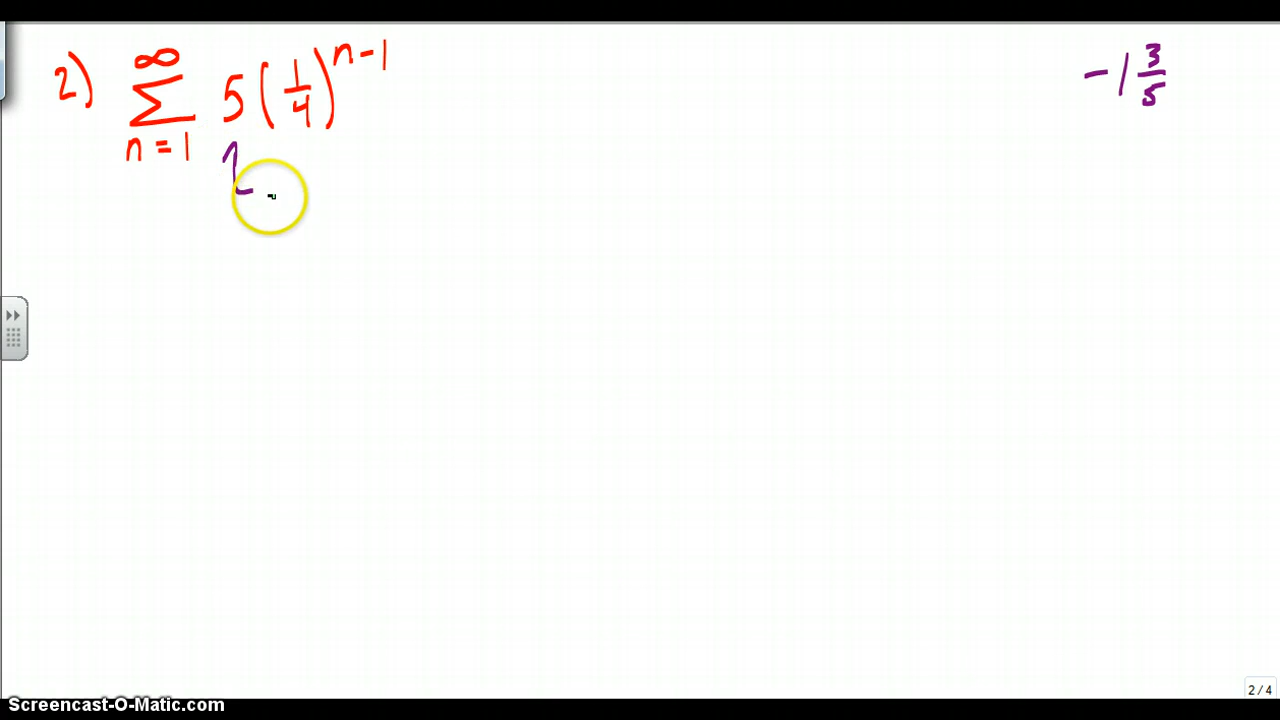 2) ∞ ∑ n = 1 5(1/4)^{n-1}
-1 3/5
2/4
Screencast-O-Matic.com